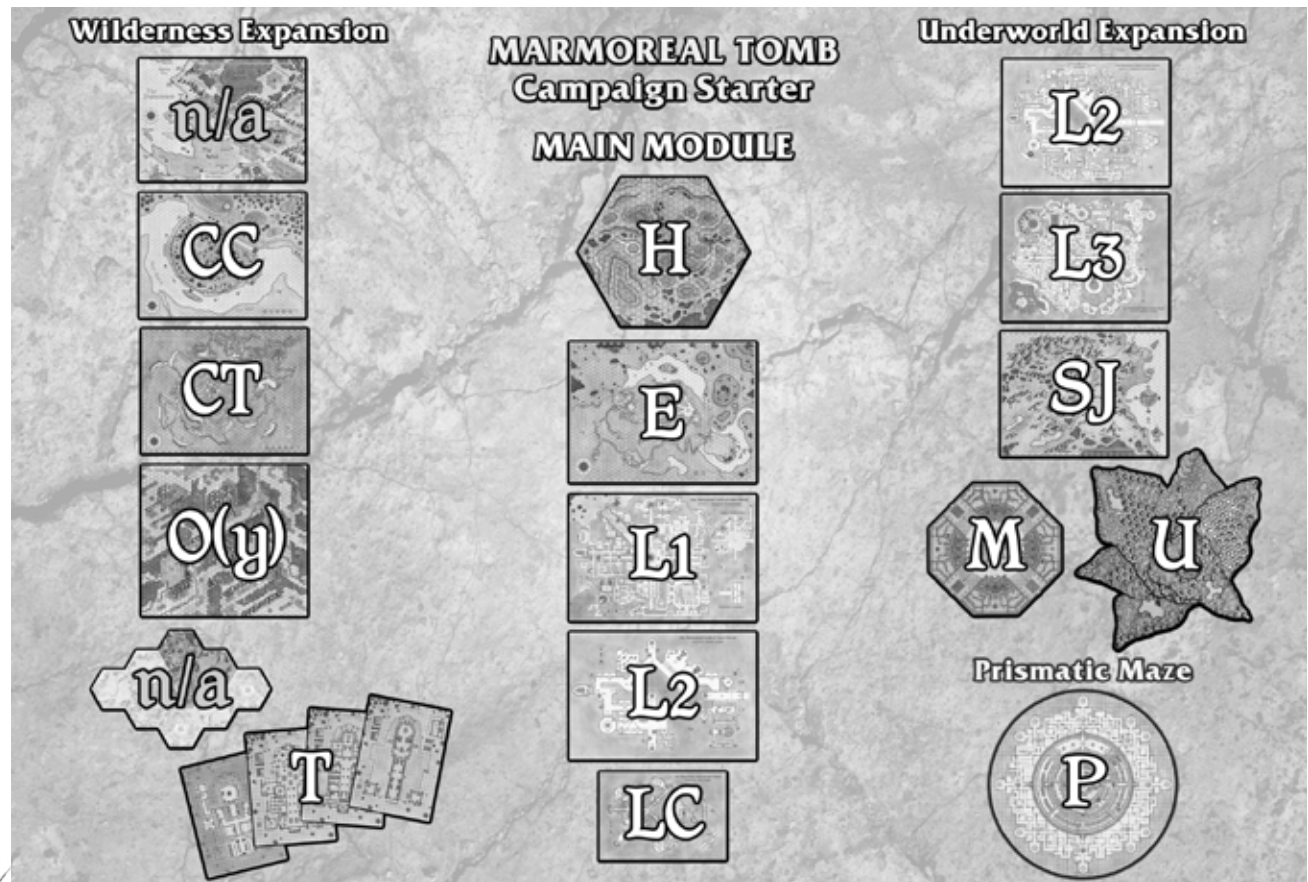 Wilderness Expansion
n/a
CC
CT
O(y)
n/a
T
MARMOREAL TOMB
Campaign Starter
MAIN MODULE
H
E
L1
L2
LC
Underworld Expansion
L2
L3
SJ
M
U
Prismatic Maze
P